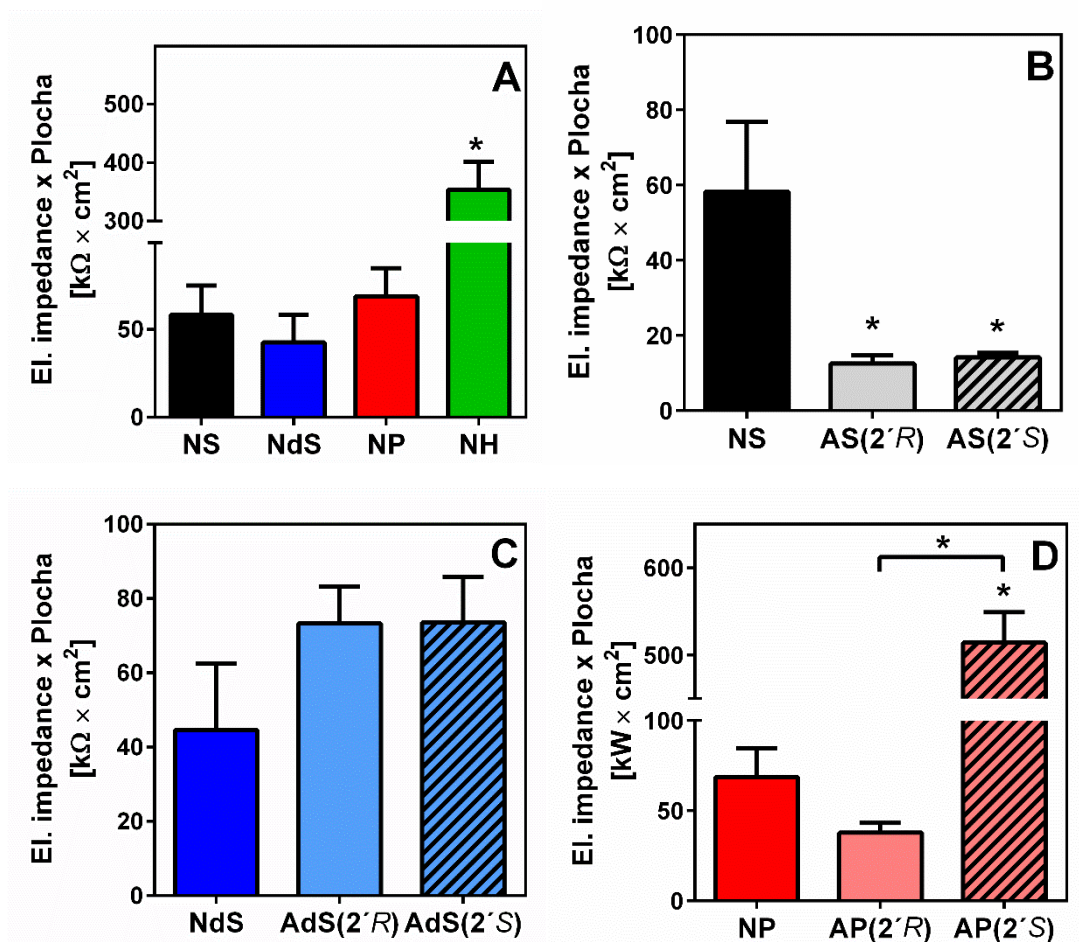 A
El. impedance x Plocha
[kΩ × cm²]
500
400
300
50
0
*
NS NdS NP NH
B
El. impedance x Plocha
[kΩ × cm²]
100
80
60
40
20
0
* *
NS AS(2´R) AS(2´S)
C
El. impedance x Plocha
[kΩ × cm²]
100
80
60
40
20
0
NdS AdS(2´R) AdS(2´S)
D
El. impedance x Plocha
[kW × cm²]
600
500
100
50
0
*
*
NP AP(2´R) AP(2´S)